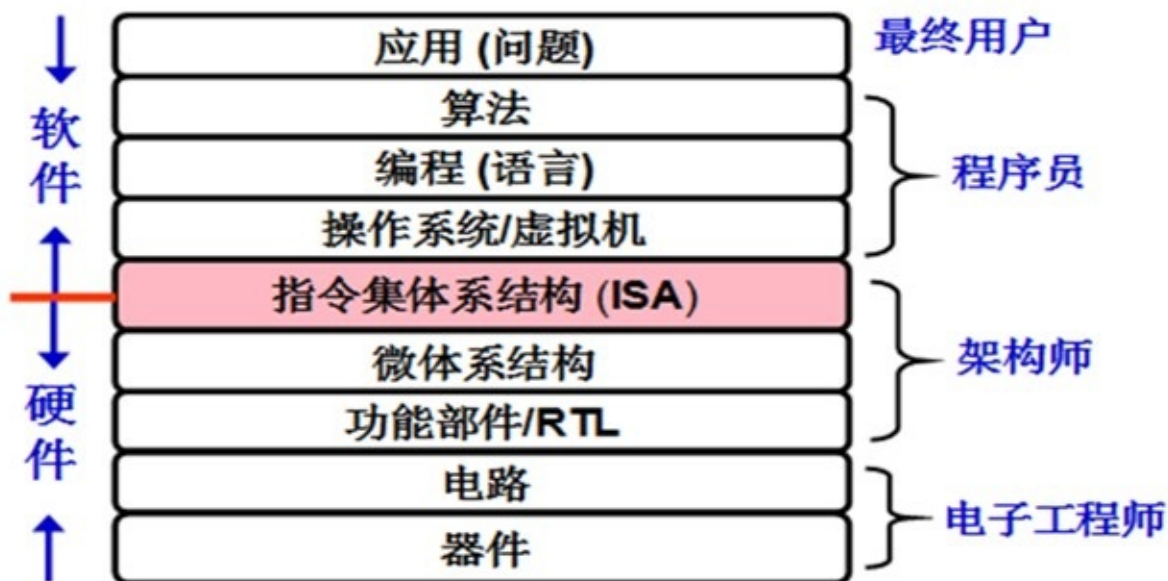 应用 (问题)
最终用户
算法
编程 (语言)
操作系统/虚拟机
程序员
软件
指令集体系结构 (ISA)
微体系结构
功能部件/RTL
架构师
硬件
电路
器件
电子工程师